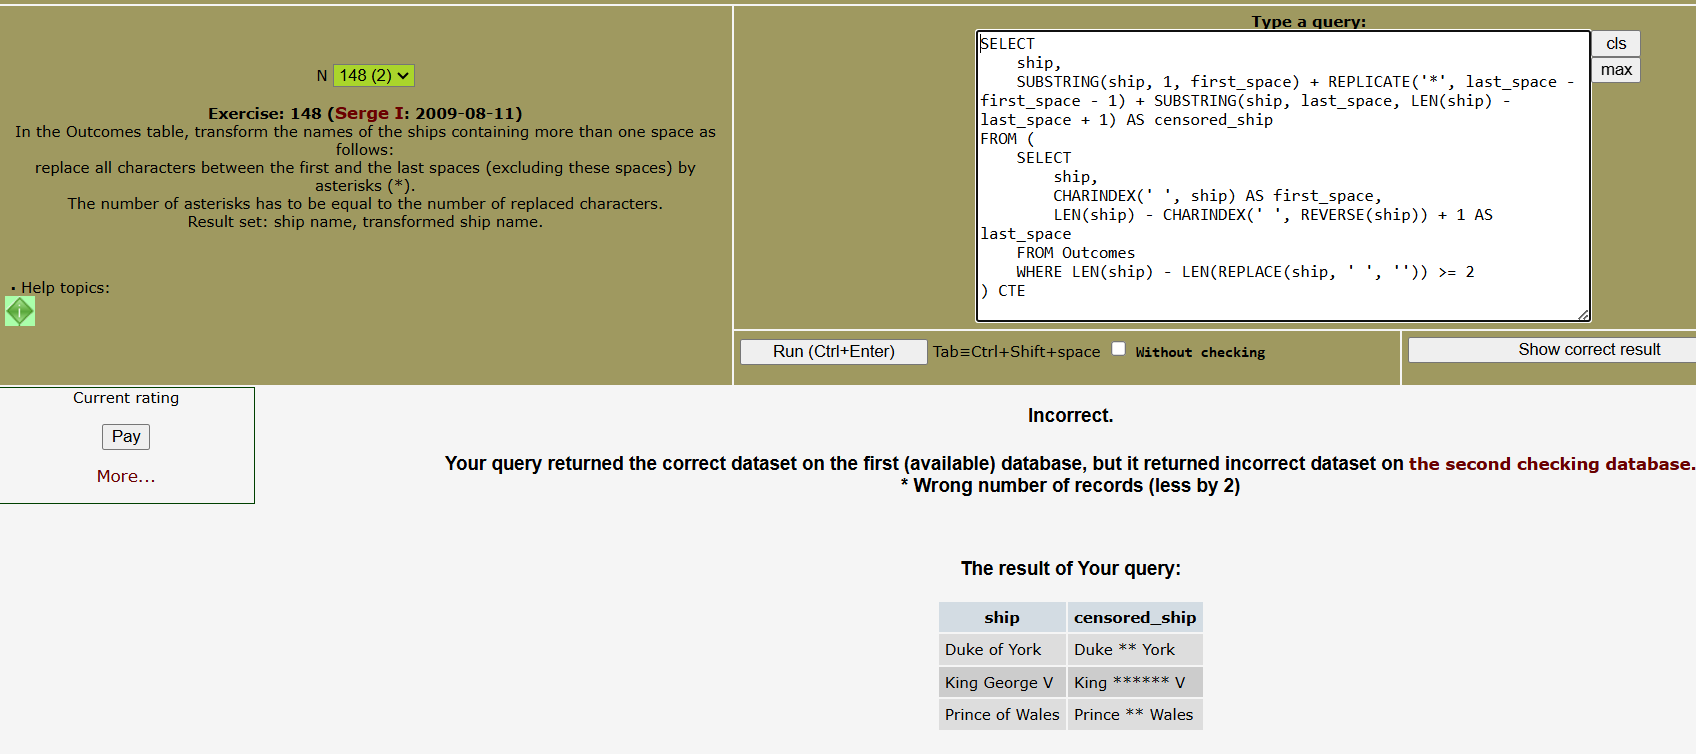 N 148 (2)
Exercise: 148 (Serge I: 2009-08-11)
In the Outcomes table, transform the names of the ships containing more than one space as
follows:
replace all characters between the first and the last spaces (excluding these spaces) by
asterisks (*).
The number of asterisks has to be equal to the number of replaced characters.
Result set: ship name, transformed ship name.
• Help topics:
i
Type a query:
SELECT
    ship,
    SUBSTRING(ship, 1, first_space) + REPLICATE('*', last_space -
first_space - 1) + SUBSTRING(ship, last_space, LEN(ship) -
last_space + 1) AS censored_ship
FROM (
    SELECT
        ship,
        CHARINDEX(' ', ship) AS first_space,
        LEN(ship) - CHARINDEX(' ', REVERSE(ship)) + 1 AS
last_space
    FROM Outcomes
    WHERE LEN(ship) - LEN(REPLACE(ship, ' ', '')) >= 2
) CTE
cls
max
Run (Ctrl+Enter) Tab≡Ctrl+Shift+space Without checking
Show correct result
Current rating
Pay
More...
Incorrect.
Your query returned the correct dataset on the first (available) database, but it returned incorrect dataset on the second checking database.
* Wrong number of records (less by 2)
The result of Your query:
ship censored_ship
Duke of York Duke ** York
King George V King ****** V
Prince of Wales Prince ** Wales